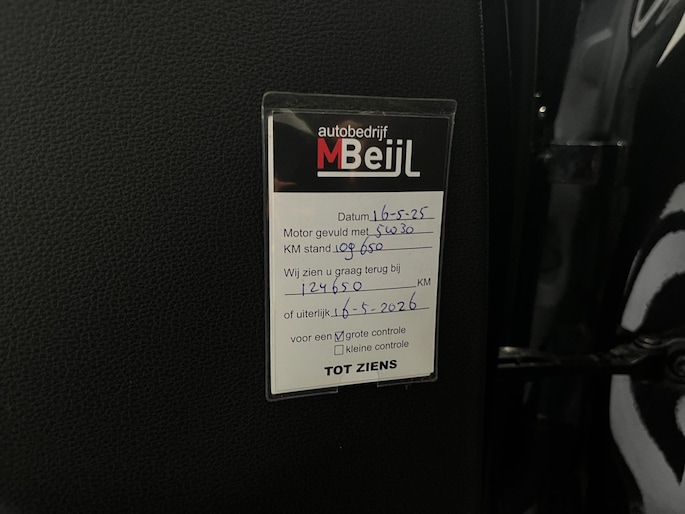 autobedrijf
MBeijl
Datum 16-5-25
Motor gevuld met 5W30
KM stand 109650
Wij zien u graag terug bij
124650 KM
of uiterlijk 16-5-2026
voor een ☑ grote controle
☐ kleine controle
TOT ZIENS